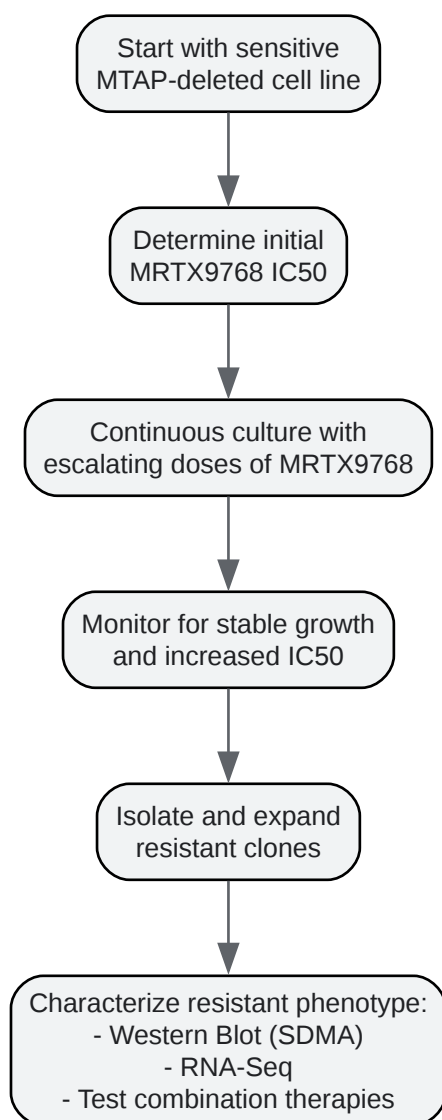 Start with sensitive
MTAP-deleted cell line
Determine initial
MRTX9768 IC50
Continuous culture with
escalating doses of MRTX9768
Monitor for stable growth
and increased IC50
Isolate and expand
resistant clones
Characterize resistant phenotype:
- Western Blot (SDMA)
- RNA-Seq
- Test combination therapies